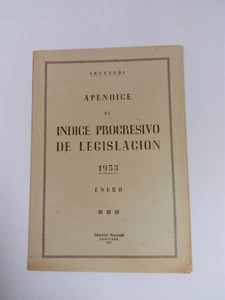 APENDICE
al
INDICE PROGRESIVO
DE LEGISLACION
1953
ENERO